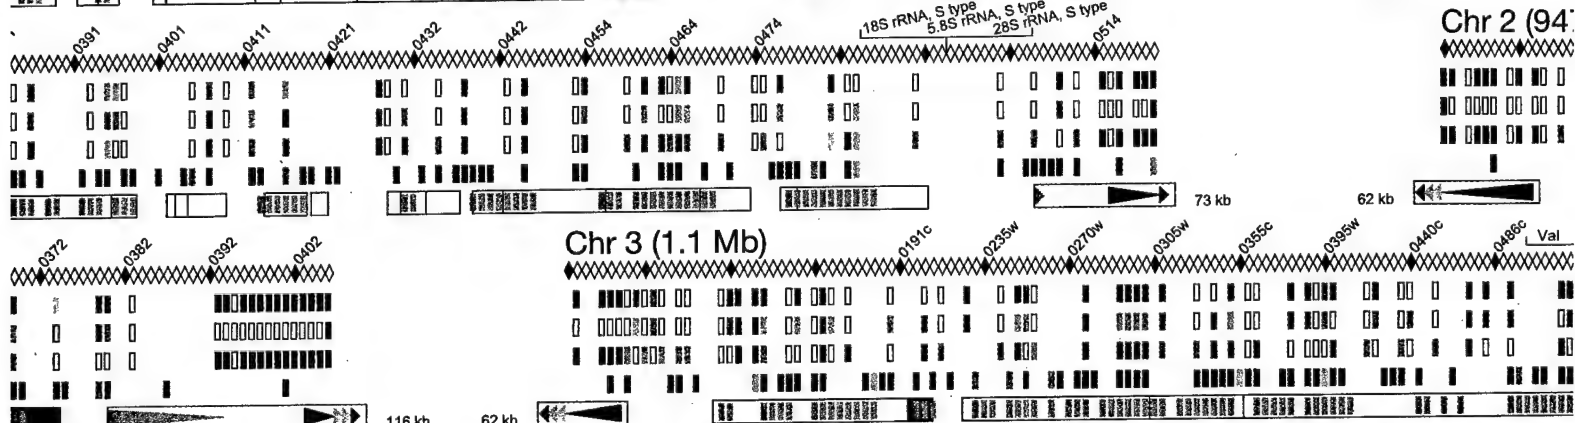 18S rRNA, S type
5.8S rRNA, S type
28S rRNA, S type
0391 0401 0411 0421 0432 0442 0454 0464 0474 0514
Chr 2 (947
73 kb 62 kb
0372 0382 0392 0402
Chr 3 (1.1 Mb)
0191c 0235w 0270w 0305w 0355c 0395w 0440c 0486c
Val
116 kb 62 kb